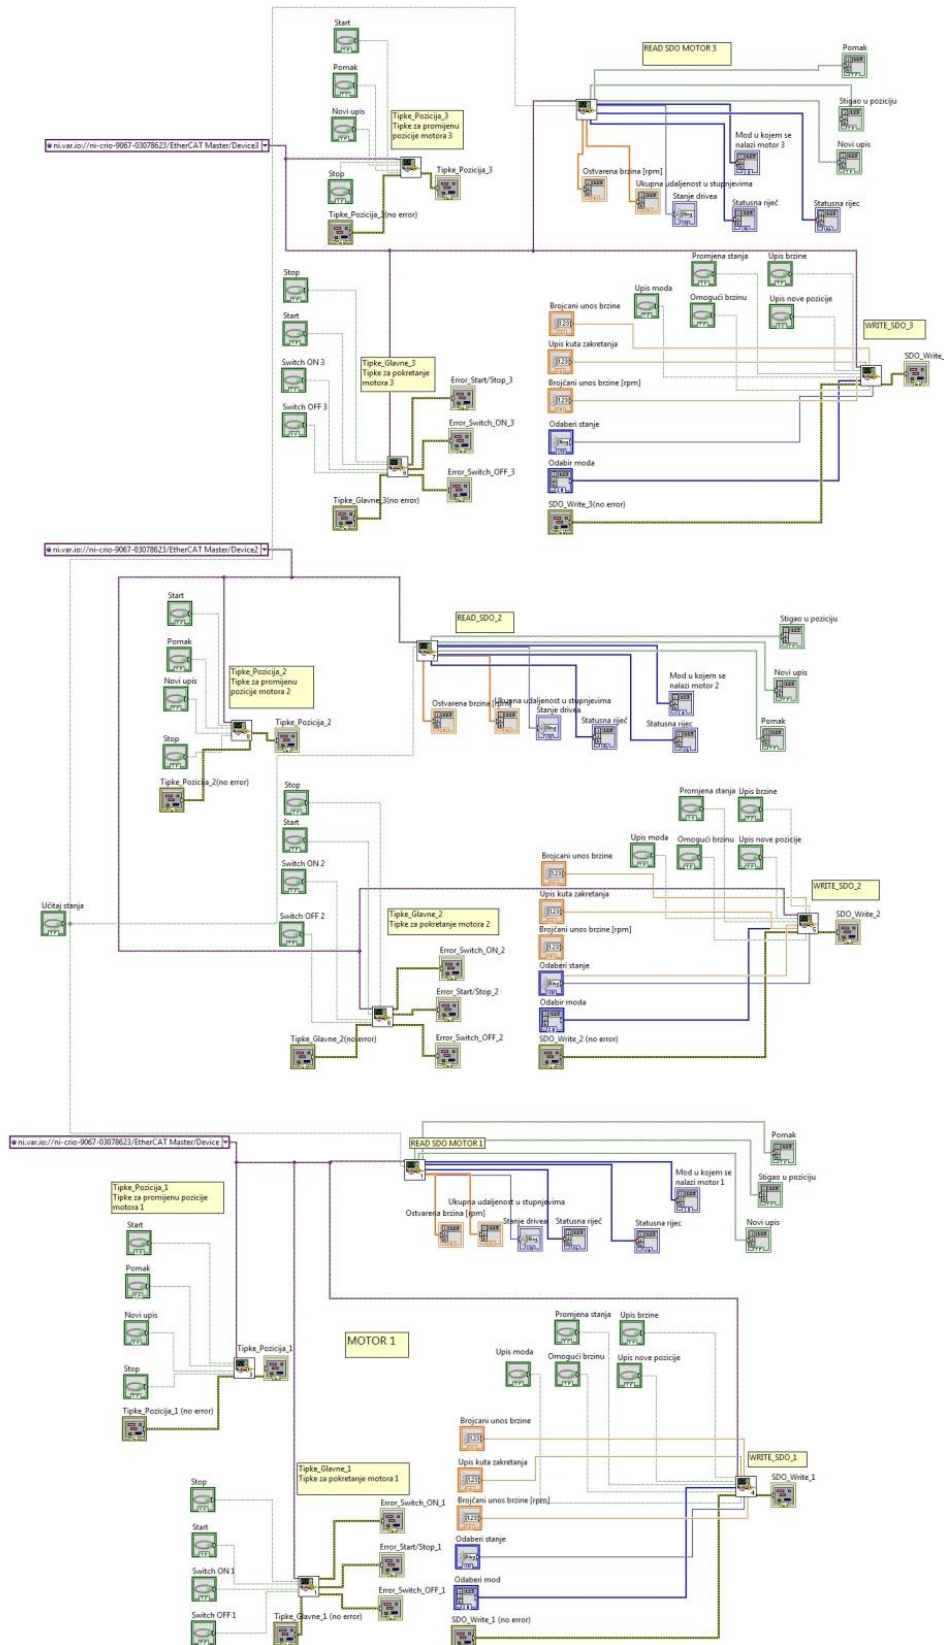 Start
READ SDO MOTOR 3
Pomak
Pomak
Stigao u poziciju
Novi upis
Tipke_Pozicija_3
Tipke za promijenu
pozicije motora 3
Novi upis
ni.var.io://ni-crio-9067-03078623/EtherCAT Master/Device3
Mod u kojem se
nalazi motor 3
Stop
Tipke_Pozicija_3
Ostvarena brzina [rpm]
Ukupna udaljenost u stupnjevima
Stanje drivea
Statusna riječ
Statusna rijec
Tipke_Pozicija_3(no error)
Stop
Promjena stanja
Upis brzine
Upis moda
Omogući brzinu
Upis nove pozicije
Brojcani unos brzine
WRITE_SDO_3
Start
Upis kuta zakretanja
SDO_Write_
Switch ON 3
Tipke_Glavne_3
Tipke za pokretanje
motora 3
Error_Start/Stop_3
Brojčani unos brzine [rpm]
Switch OFF 3
Error_Switch_ON_3
Odaberi stanje
Error_Switch_OFF_3
Odabir moda
9
Tipke_Glavne_3(no error)
SDO_Write_3(no error)
ni.var.io://ni-crio-9067-03078623/EtherCAT Master/Device2
Start
READ_SDO_2
Stigao u poziciju
Pomak
7
Tipke_Pozicija_2
Tipke za promijenu
pozicije motora 2
Mod u kojem se
nalazi motor 2
Novi upis
Novi upis
Ostvarena brzina [rpm]
Ukupna udaljenost u stupnjevima
Stanje drivea
Statusna riječ
Statusna rijec
Pomak
Stop
Tipke_Pozicija_2
Tipke_Pozicija_2(no error)
Stop
Promjena stanja
Upis brzine
Start
Upis moda
Omogući brzinu
Upis nove pozicije
Switch ON 2
Brojcani unos brzine
WRITE_SDO_2
Učitaj stanja
Upis kuta zakretanja
Switch OFF 2
Tipke_Glavne_2
Tipke za pokretanje motora 2
SDO_Write_2
5
Brojčani unos brzine [rpm]
Error_Switch_ON_2
Odaberi stanje
Error_Start/Stop_2
Odabir moda
6
Tipke_Glavne_2(no error)
Error_Switch_OFF_2
SDO_Write_2 (no error)
ni.var.io://ni-crio-9067-03078623/EtherCAT Master/Device
READ SDO MOTOR 1
Pomak
Mod u kojem se
nalazi motor 1
Stigao u poziciju
Tipke_Pozicija_1
Tipke za promijenu pozicije
motora 1
Ukupna udaljenost u stupnjevima
Ostvarena brzina [rpm]
Stanje drivea
Statusna riječ
Statusna rijec
Novi upis
Start
Pomak
Novi upis
MOTOR 1
Promjena stanja
Upis brzine
Tipke_Pozicija_1
Upis moda
Omogući brzinu
Upis nove pozicije
Stop
Tipke_Pozicija_1 (no error)
Brojcani unos brzine
Tipke_Glavne_1
Tipke za pokretanje motora 1
Upis kuta zakretanja
WRITE_SDO_1
Stop
SDO_Write_1
4
Error_Switch_ON_1
Brojčani unos brzine [rpm]
Start
Odaberi stanje
Error_Start/Stop_1
Switch ON 1
Odaberi mod
Error_Switch_OFF_1
Switch OFF 1
Tipke_Glavne_1 (no error)
SDO_Write_1 (no error)